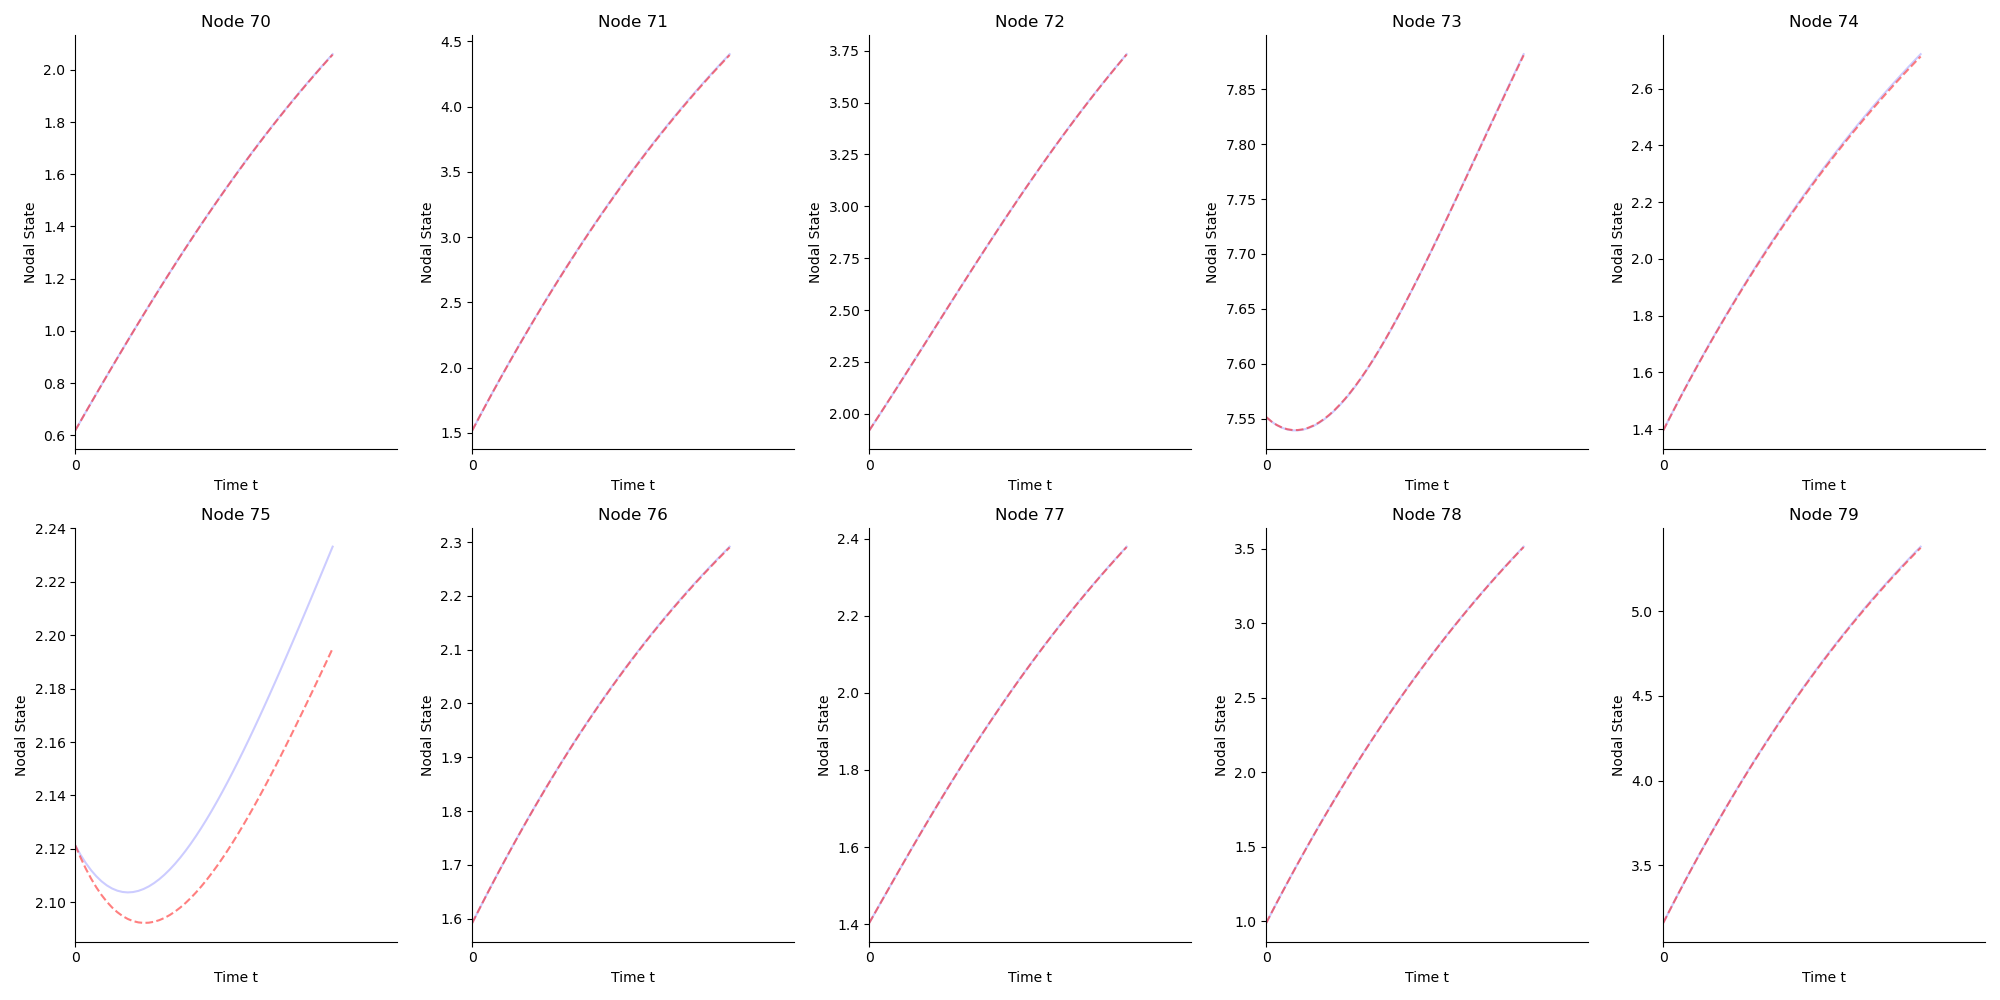 Node 70
Nodal State
2.0
1.8
1.6
1.4
1.2
1.0
0.8
0.6
0
Time t
Node 71
Nodal State
4.5
4.0
3.5
3.0
2.5
2.0
1.5
0
Time t
Node 72
Nodal State
3.75
3.50
3.25
3.00
2.75
2.50
2.25
2.00
0
Time t
Node 73
Nodal State
7.85
7.80
7.75
7.70
7.65
7.60
7.55
0
Time t
Node 74
Nodal State
2.6
2.4
2.2
2.0
1.8
1.6
1.4
0
Time t
Node 75
Nodal State
2.24
2.22
2.20
2.18
2.16
2.14
2.12
2.10
0
Time t
Node 76
Nodal State
2.3
2.2
2.1
2.0
1.9
1.8
1.7
1.6
0
Time t
Node 77
Nodal State
2.4
2.2
2.0
1.8
1.6
1.4
0
Time t
Node 78
Nodal State
3.5
3.0
2.5
2.0
1.5
1.0
0
Time t
Node 79
Nodal State
5.0
4.5
4.0
3.5
0
Time t